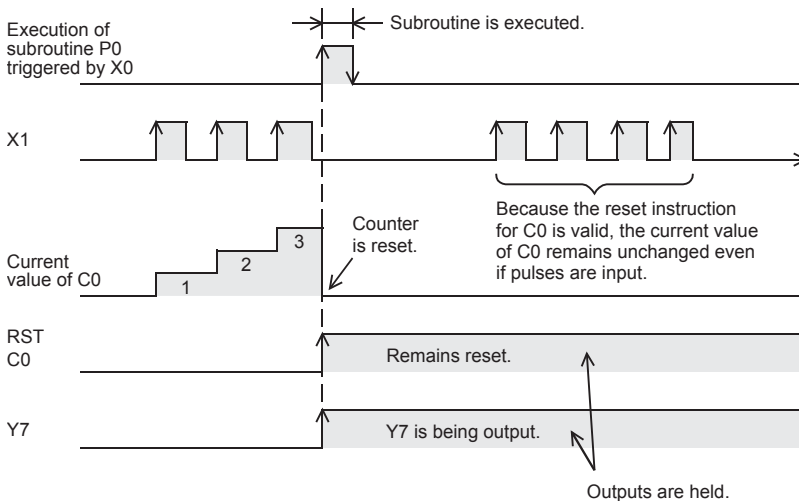 Execution of
subroutine P0
triggered by X0
Subroutine is executed.
X1
Because the reset instruction
for C0 is valid, the current value
of C0 remains unchanged even
if pulses are input.
Counter
is reset.
Current
value of C0
1
2
3
RST
C0
Remains reset.
Y7
Y7 is being output.
Outputs are held.